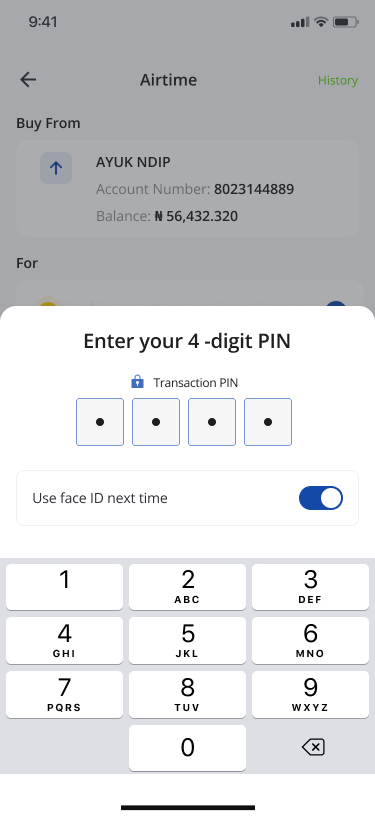 9:41
Airtime
History
Buy From
AYUK NDIP
Account Number: 8023144889
Balance: ₦ 56,432.320
For
Enter your 4 -digit PIN
Transaction PIN
Use face ID next time
1
2
ABC
3
DEF
4
GHI
5
JKL
6
MNO
7
PQRS
8
TUV
9
WXYZ
0